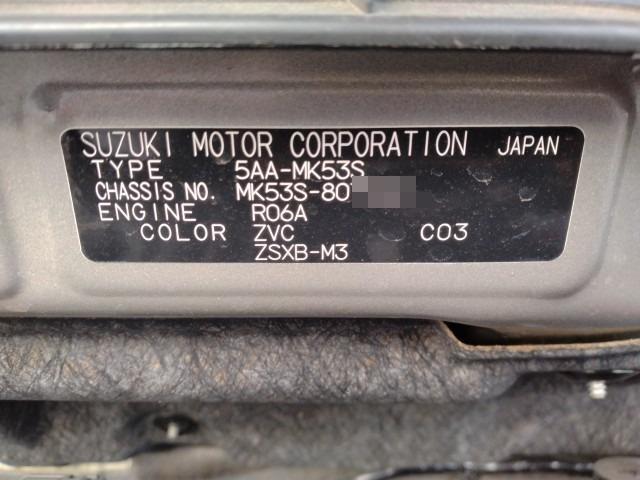 SUZUKI MOTOR CORPORATION JAPAN
TYPE 5AA-MK53S
CHASSIS NO. MK53S-80
ENGINE R06A
COLOR ZVC C03
ZSXB-M3